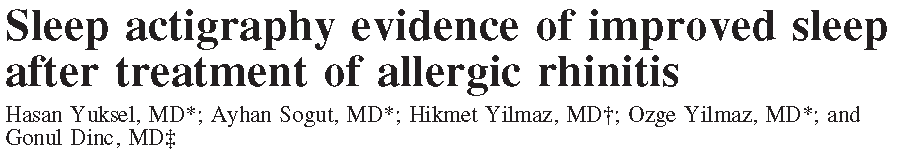 Sleep actigraphy evidence of improved sleep
after treatment of allergic rhinitis
Hasan Yuksel, MD*; Ayhan Sogut, MD*; Hikmet Yilmaz, MD†; Ozge Yilmaz, MD*; and
Gonul Dinc, MD‡